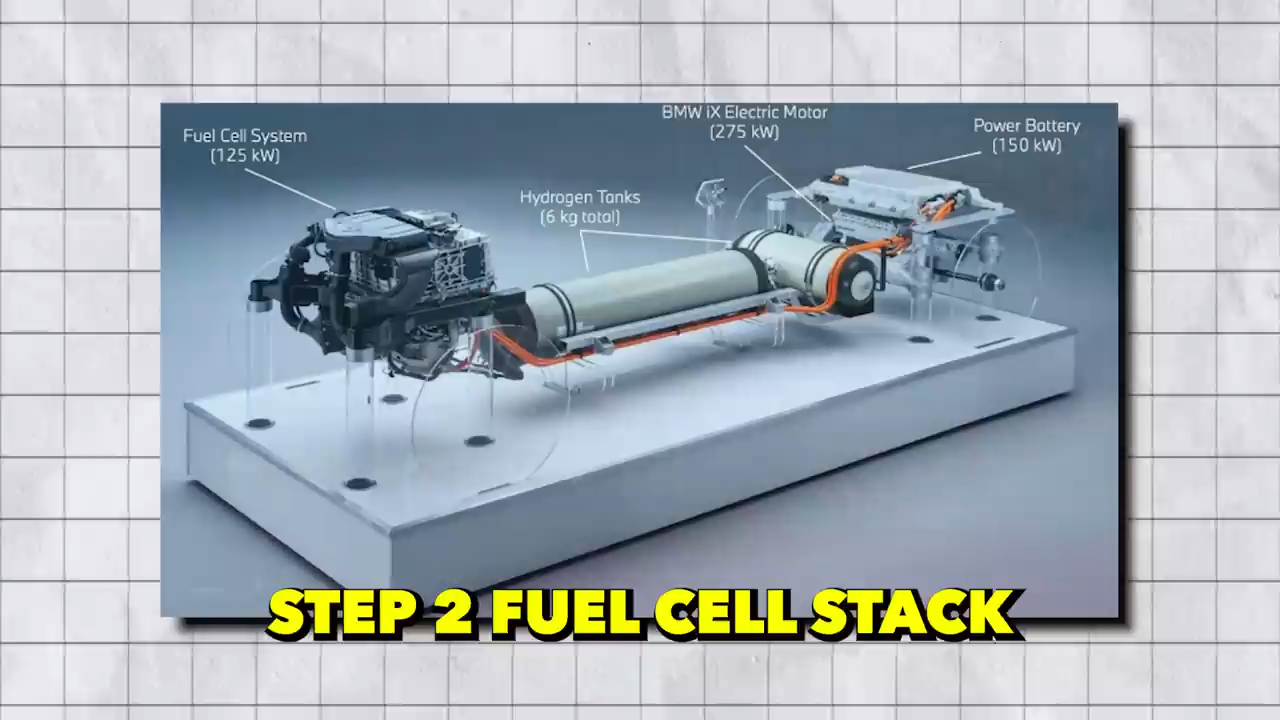 Fuel Cell System
(125 kW)
Hydrogen Tanks
(6 kg total)
BMW iX Electric Motor
(275 kW)
Power Battery
(150 kW)
STEP 2 FUEL CELL STACK